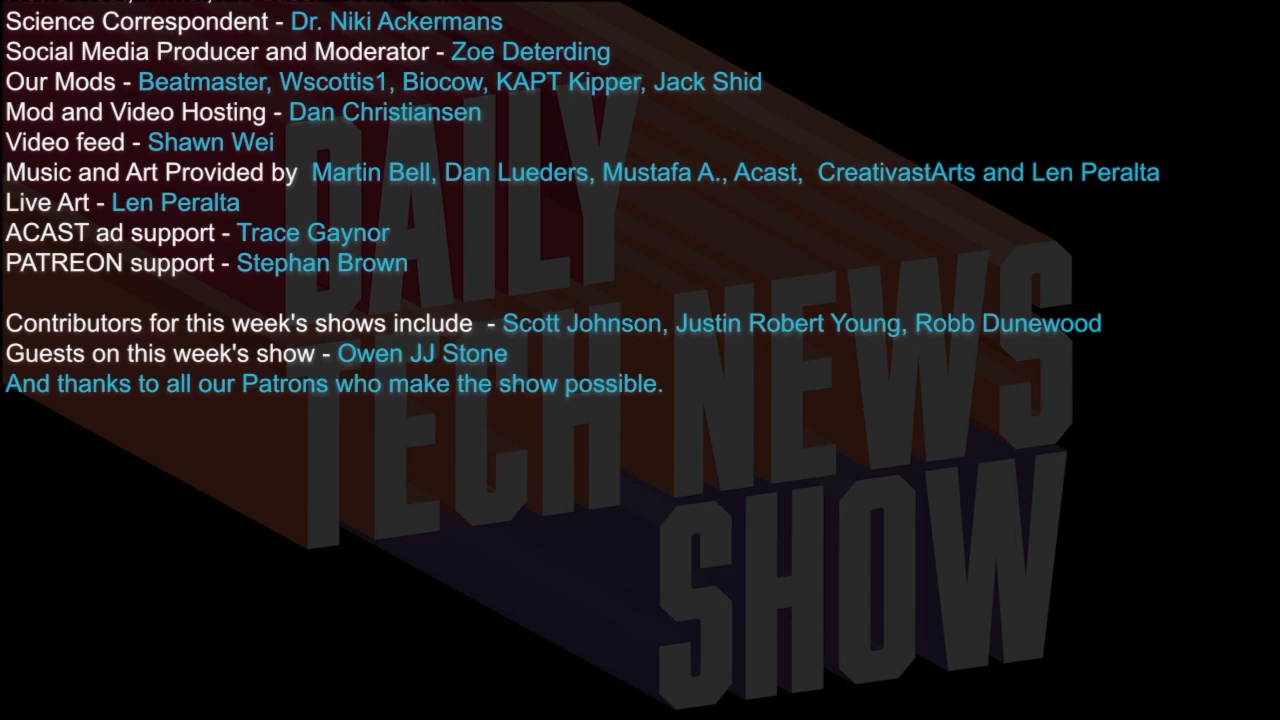 Science Correspondent - Dr. Niki Ackermans
Social Media Producer and Moderator - Zoe Deterding
Our Mods - Beatmaster, Wscottis1, Biocow, KAPT Kipper, Jack Shid
Mod and Video Hosting - Dan Christiansen
Video feed - Shawn Wei
Music and Art Provided by  Martin Bell, Dan Lueders, Mustafa A., Acast,  CreativastArts and Len Peralta
Live Art - Len Peralta
ACAST ad support - Trace Gaynor
PATREON support - Stephan Brown
Contributors for this week's shows include  - Scott Johnson, Justin Robert Young, Robb Dunewood
Guests on this week's show - Owen JJ Stone
And thanks to all our Patrons who make the show possible.
DAILY
TECH NEWS
SHOW